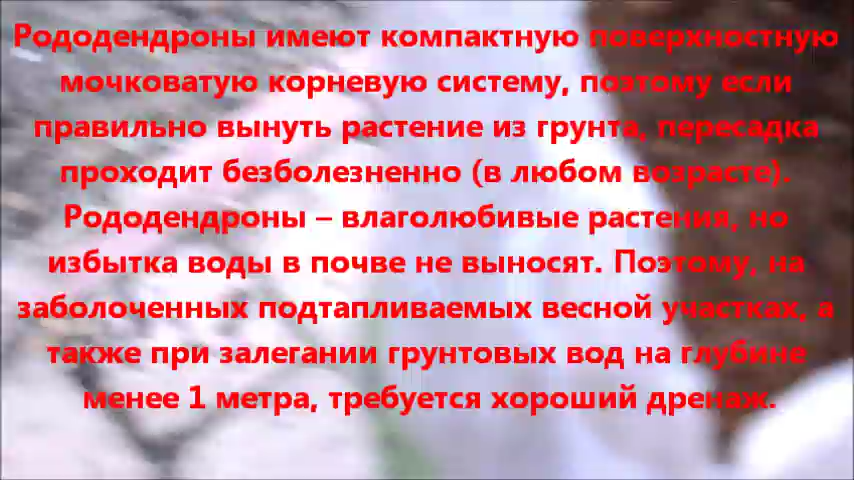 Рододендроны имеют компактную поверхностную
мочковатую корневую систему, поэтому если
правильно вынуть растение из грунта, пересадка
проходит безболезненно (в любом возрасте).
Рододендроны – влаголюбивые растения, но
избытка воды в почве не выносят. Поэтому, на
заболоченных подтапливаемых весной участках, а
также при залегании грунтовых вод на глубине
менее 1 метра, требуется хороший дренаж.